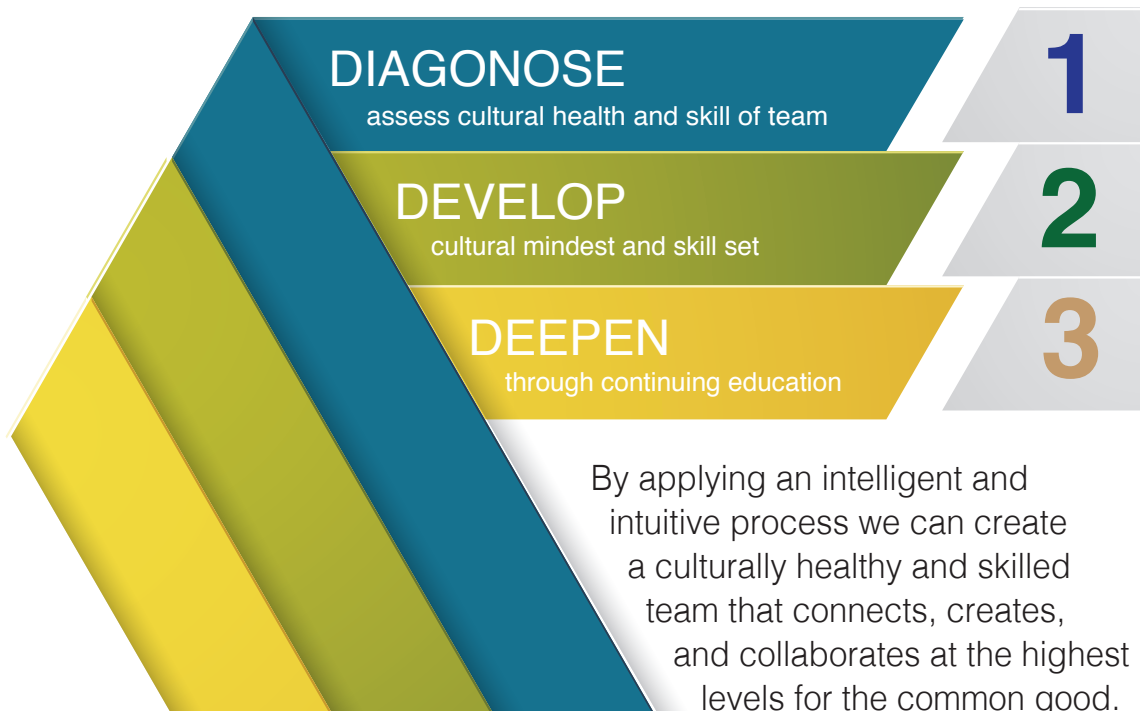 DIAGONOSE
assess cultural health and skill of team
1
DEVELOP
cultural mindest and skill set
2
DEEPEN
through continuing education
3
By applying an intelligent and
intuitive process we can create
a culturally healthy and skilled
team that connects, creates,
and collaborates at the highest
levels for the common good.